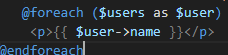 @foreach ($users as $user)
<p>{{ $user->name }}</p>
@endforeach